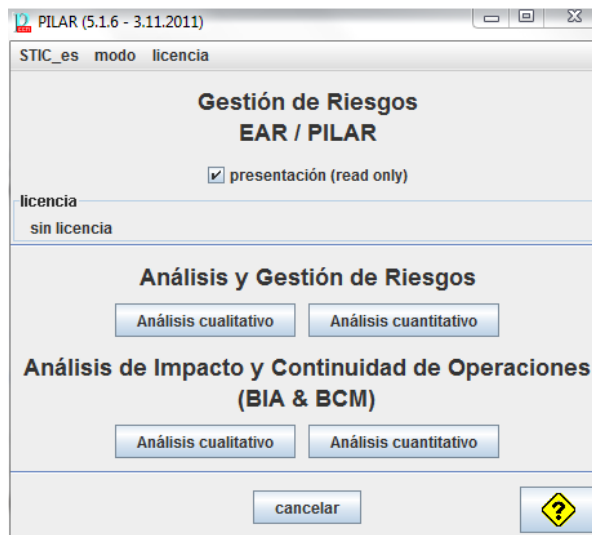 PILAR (5.1.6 - 3.11.2011)
STIC_es modo licencia
Gestión de Riesgos
EAR / PILAR
presentación (read only)
licencia
sin licencia
Análisis y Gestión de Riesgos
Análisis cualitativo Análisis cuantitativo
Análisis de Impacto y Continuidad de Operaciones
(BIA & BCM)
Análisis cualitativo Análisis cuantitativo
cancelar ?